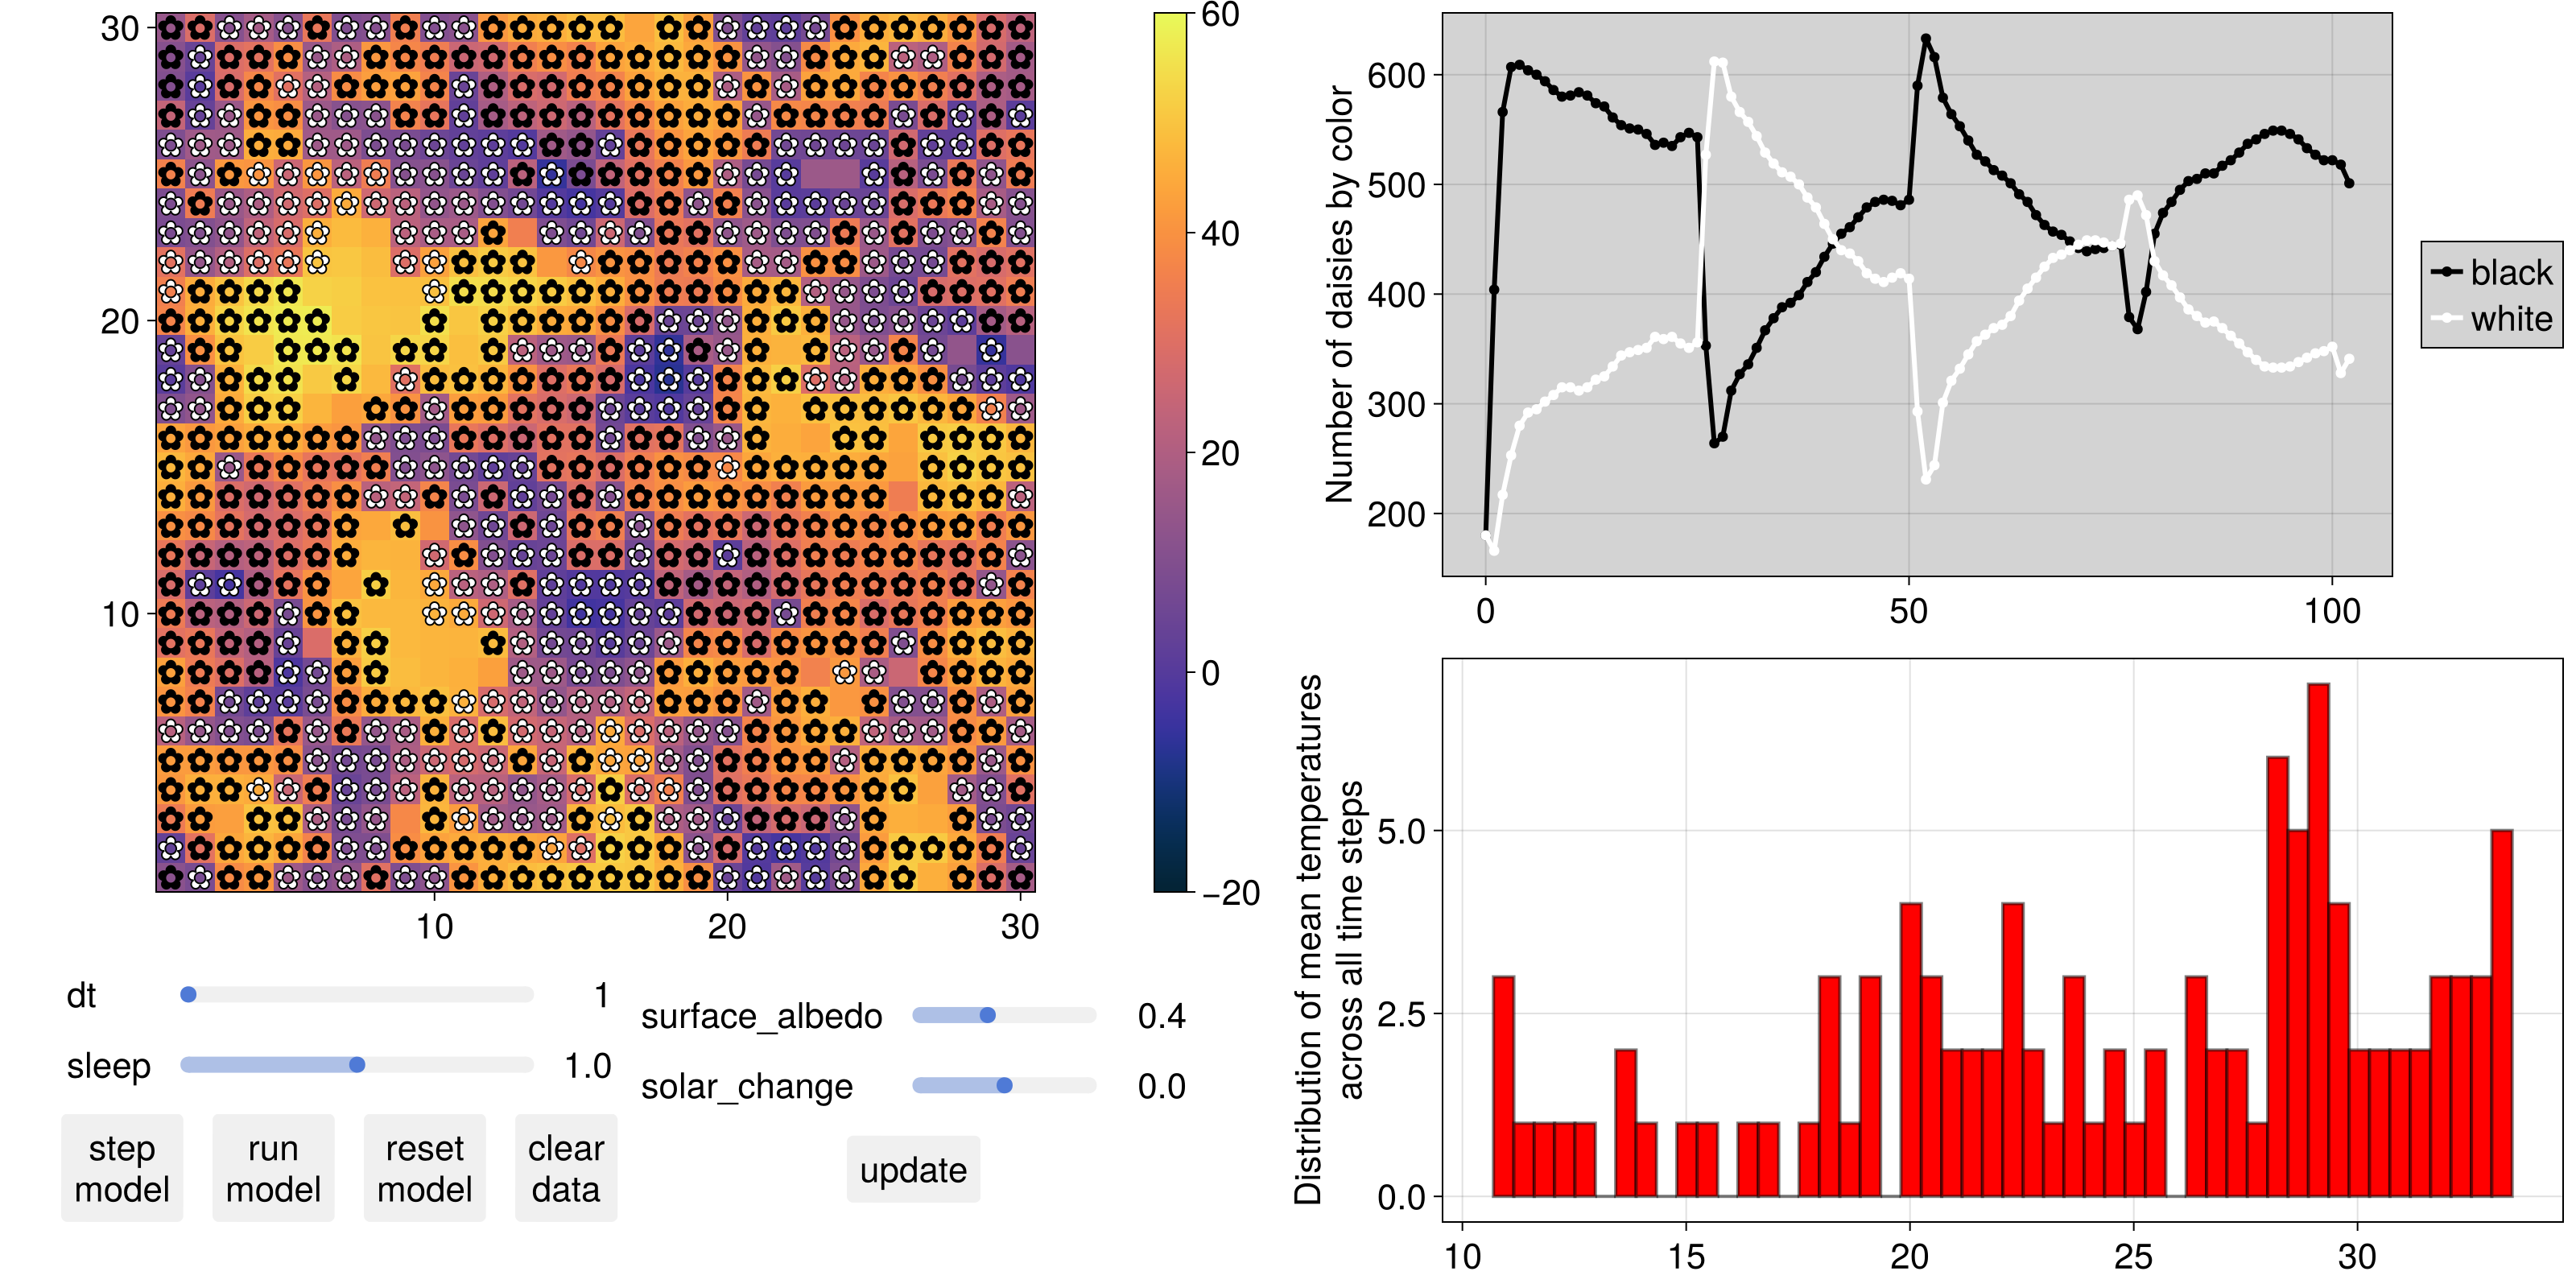 30
20
10
10
20
30
60
40
20
0
−20
Number of daisies by color
600
500
400
300
200
0
50
100
black
white
dt
1
sleep
1.0
step
model
run
model
reset
model
clear
data
surface_albedo
0.4
solar_change
0.0
update
Distribution of mean temperatures
across all time steps
5.0
2.5
0.0
10
15
20
25
30